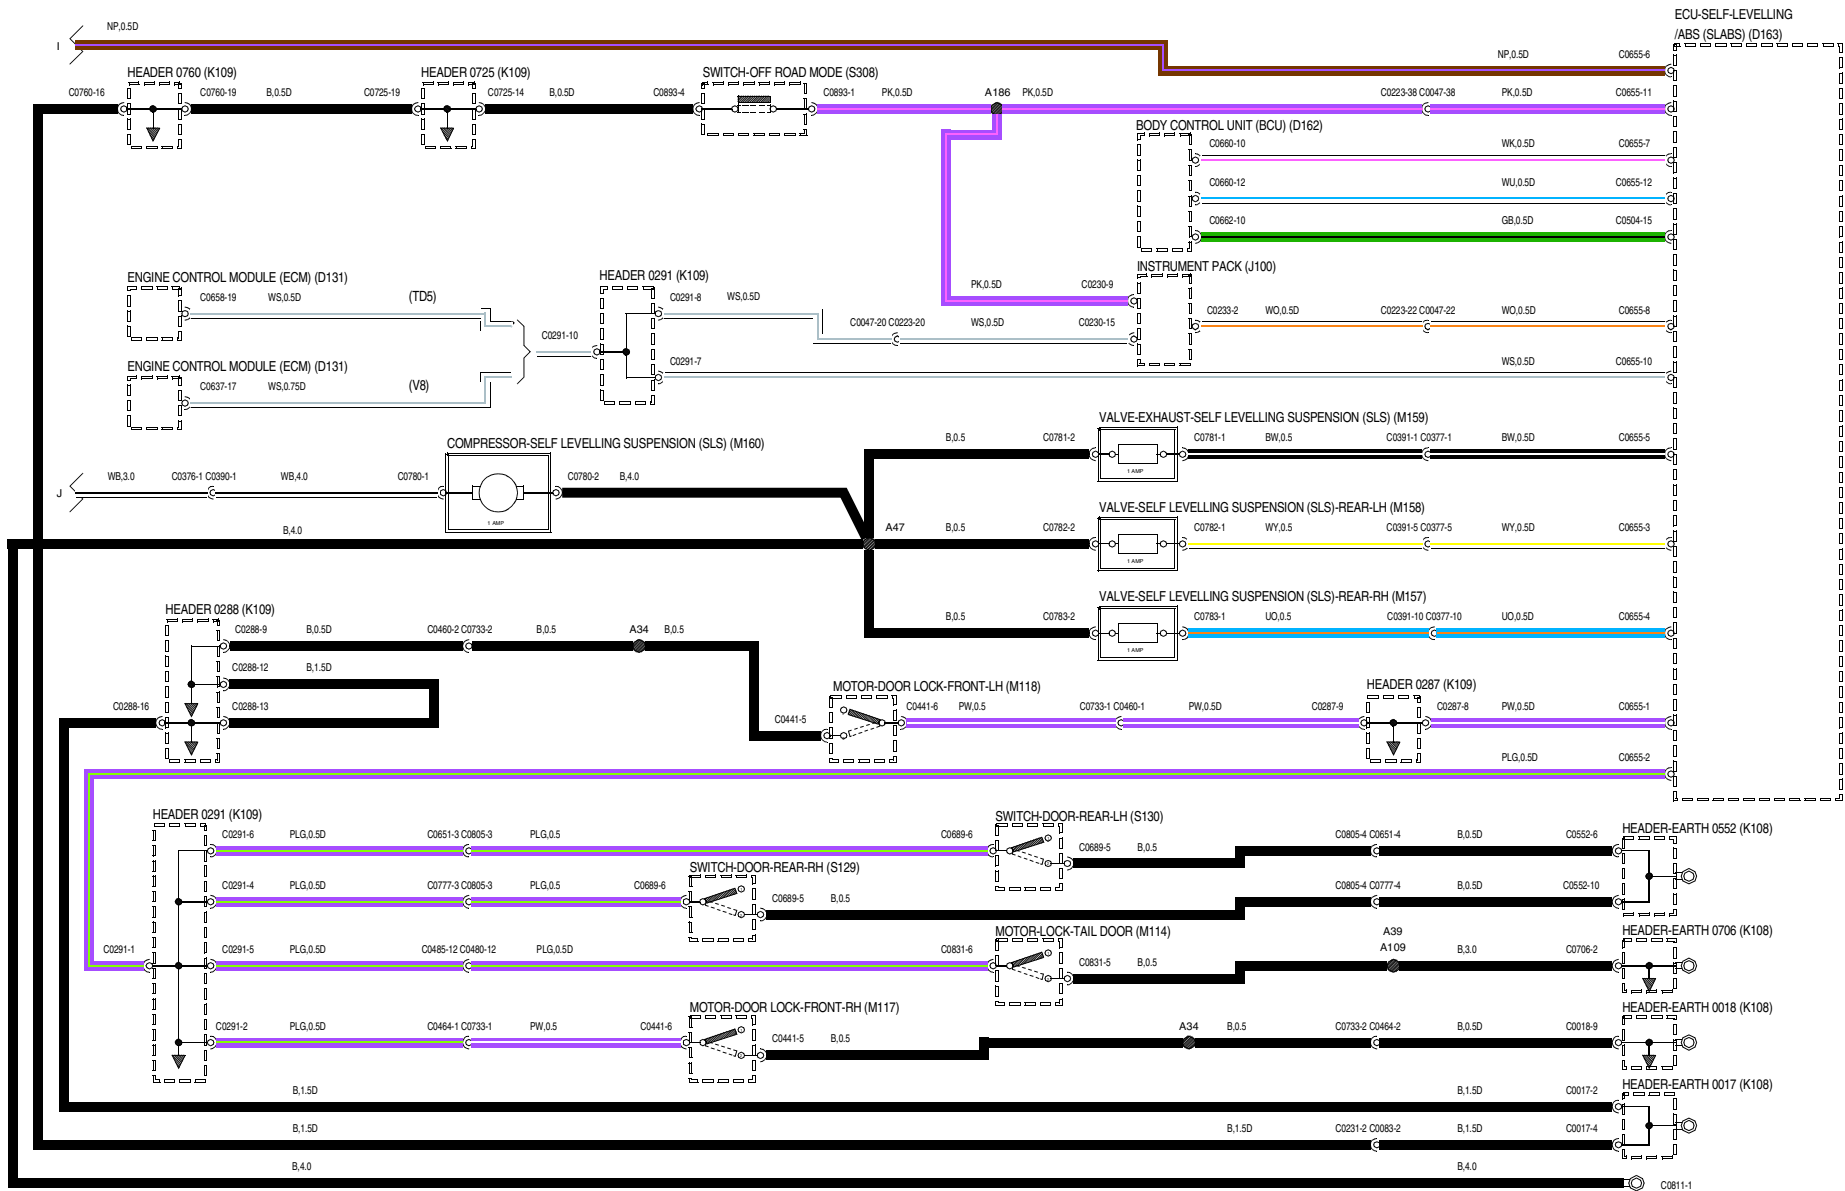 ECU-SELF-LEVELLING
/ABS (SLABS) (D163)
NP,0.5D
I
NP,0.5D C0655-6
HEADER 0760 (K109) HEADER 0725 (K109) SWITCH-OFF ROAD MODE (S308)
C0760-16 C0760-19 B,0.5D C0725-19 C0725-14 B,0.5D C0893-4 C0893-1 PK,0.5D A186 PK,0.5D C0223-38 C0047-38 PK,0.5D C0655-11
BODY CONTROL UNIT (BCU) (D162)
C0660-10 WK,0.5D C0655-7
C0660-12 WU,0.5D C0655-12
C0662-10 GB,0.5D C0504-15
INSTRUMENT PACK (J100)
ENGINE CONTROL MODULE (ECM) (D131) HEADER 0291 (K109)
PK,0.5D C0230-9
C0658-19 WS,0.5D (TD5) C0291-8 WS,0.5D
C0233-2 WO,0.5D C0223-22 C0047-22 WO,0.5D C0655-8
C0047-20 C0223-20 WS,0.5D C0230-15
C0291-10
ENGINE CONTROL MODULE (ECM) (D131)
C0291-7 WS,0.5D C0655-10
C0637-17 WS,0.75D (V8)
VALVE-EXHAUST-SELF LEVELLING SUSPENSION (SLS) (M159)
COMPRESSOR-SELF LEVELLING SUSPENSION (SLS) (M160)
B,0.5 C0781-2 C0781-1 BW,0.5 C0391-1 C0377-1 BW,0.5D C0655-5
1 AMP
J
WB,3.0 C0376-1 C0390-1 WB,4.0 C0780-1 C0780-2 B,4.0
1 AMP
VALVE-SELF LEVELLING SUSPENSION (SLS)-REAR-LH (M158)
B,4.0 A47 B,0.5 C0782-2 C0782-1 WY,0.5 C0391-5 C0377-5 WY,0.5D C0655-3
1 AMP
VALVE-SELF LEVELLING SUSPENSION (SLS)-REAR-RH (M157)
B,0.5 C0783-2 C0783-1 UO,0.5 C0391-10 C0377-10 UO,0.5D C0655-4
1 AMP
HEADER 0288 (K109)
C0288-9 B,0.5D C0460-2 C0733-2 B,0.5 A34 B,0.5
C0288-12 B,1.5D
MOTOR-DOOR LOCK-FRONT-LH (M118) HEADER 0287 (K109)
C0288-16 C0288-13
C0441-5 C0441-6 PW,0.5 C0733-1 C0460-1 PW,0.5D C0287-9 C0287-8 PW,0.5D C0655-1
PLG,0.5D C0655-2
HEADER 0291 (K109) SWITCH-DOOR-REAR-LH (S130)
HEADER-EARTH 0552 (K108)
C0291-6 PLG,0.5D C0651-3 C0805-3 PLG,0.5 C0689-6 C0689-5 B,0.5 C0805-4 C0651-4 B,0.5D C0552-6
SWITCH-DOOR-REAR-RH (S129)
C0291-4 PLG,0.5D C0777-3 C0805-3 PLG,0.5 C0689-6 C0689-5 B,0.5 C0805-4 C0777-4 B,0.5D C0552-10
MOTOR-LOCK-TAIL DOOR (M114) A39 HEADER-EARTH 0706 (K108)
C0291-1 C0291-5 PLG,0.5D C0485-12 C0480-12 PLG,0.5D C0831-6 C0831-5 B,0.5 A109 B,3.0 C0706-2
MOTOR-DOOR LOCK-FRONT-RH (M117) HEADER-EARTH 0018 (K108)
C0291-2 PLG,0.5D C0464-1 C0733-1 PW,0.5 C0441-6 C0441-5 B,0.5 A34 B,0.5 C0733-2 C0464-2 B,0.5D C0018-9
HEADER-EARTH 0017 (K108)
B,1.5D B,1.5D C0017-2
B,1.5D B,1.5D C0231-2 C0083-2 B,1.5D C0017-4
B,4.0 B,4.0
C0811-1